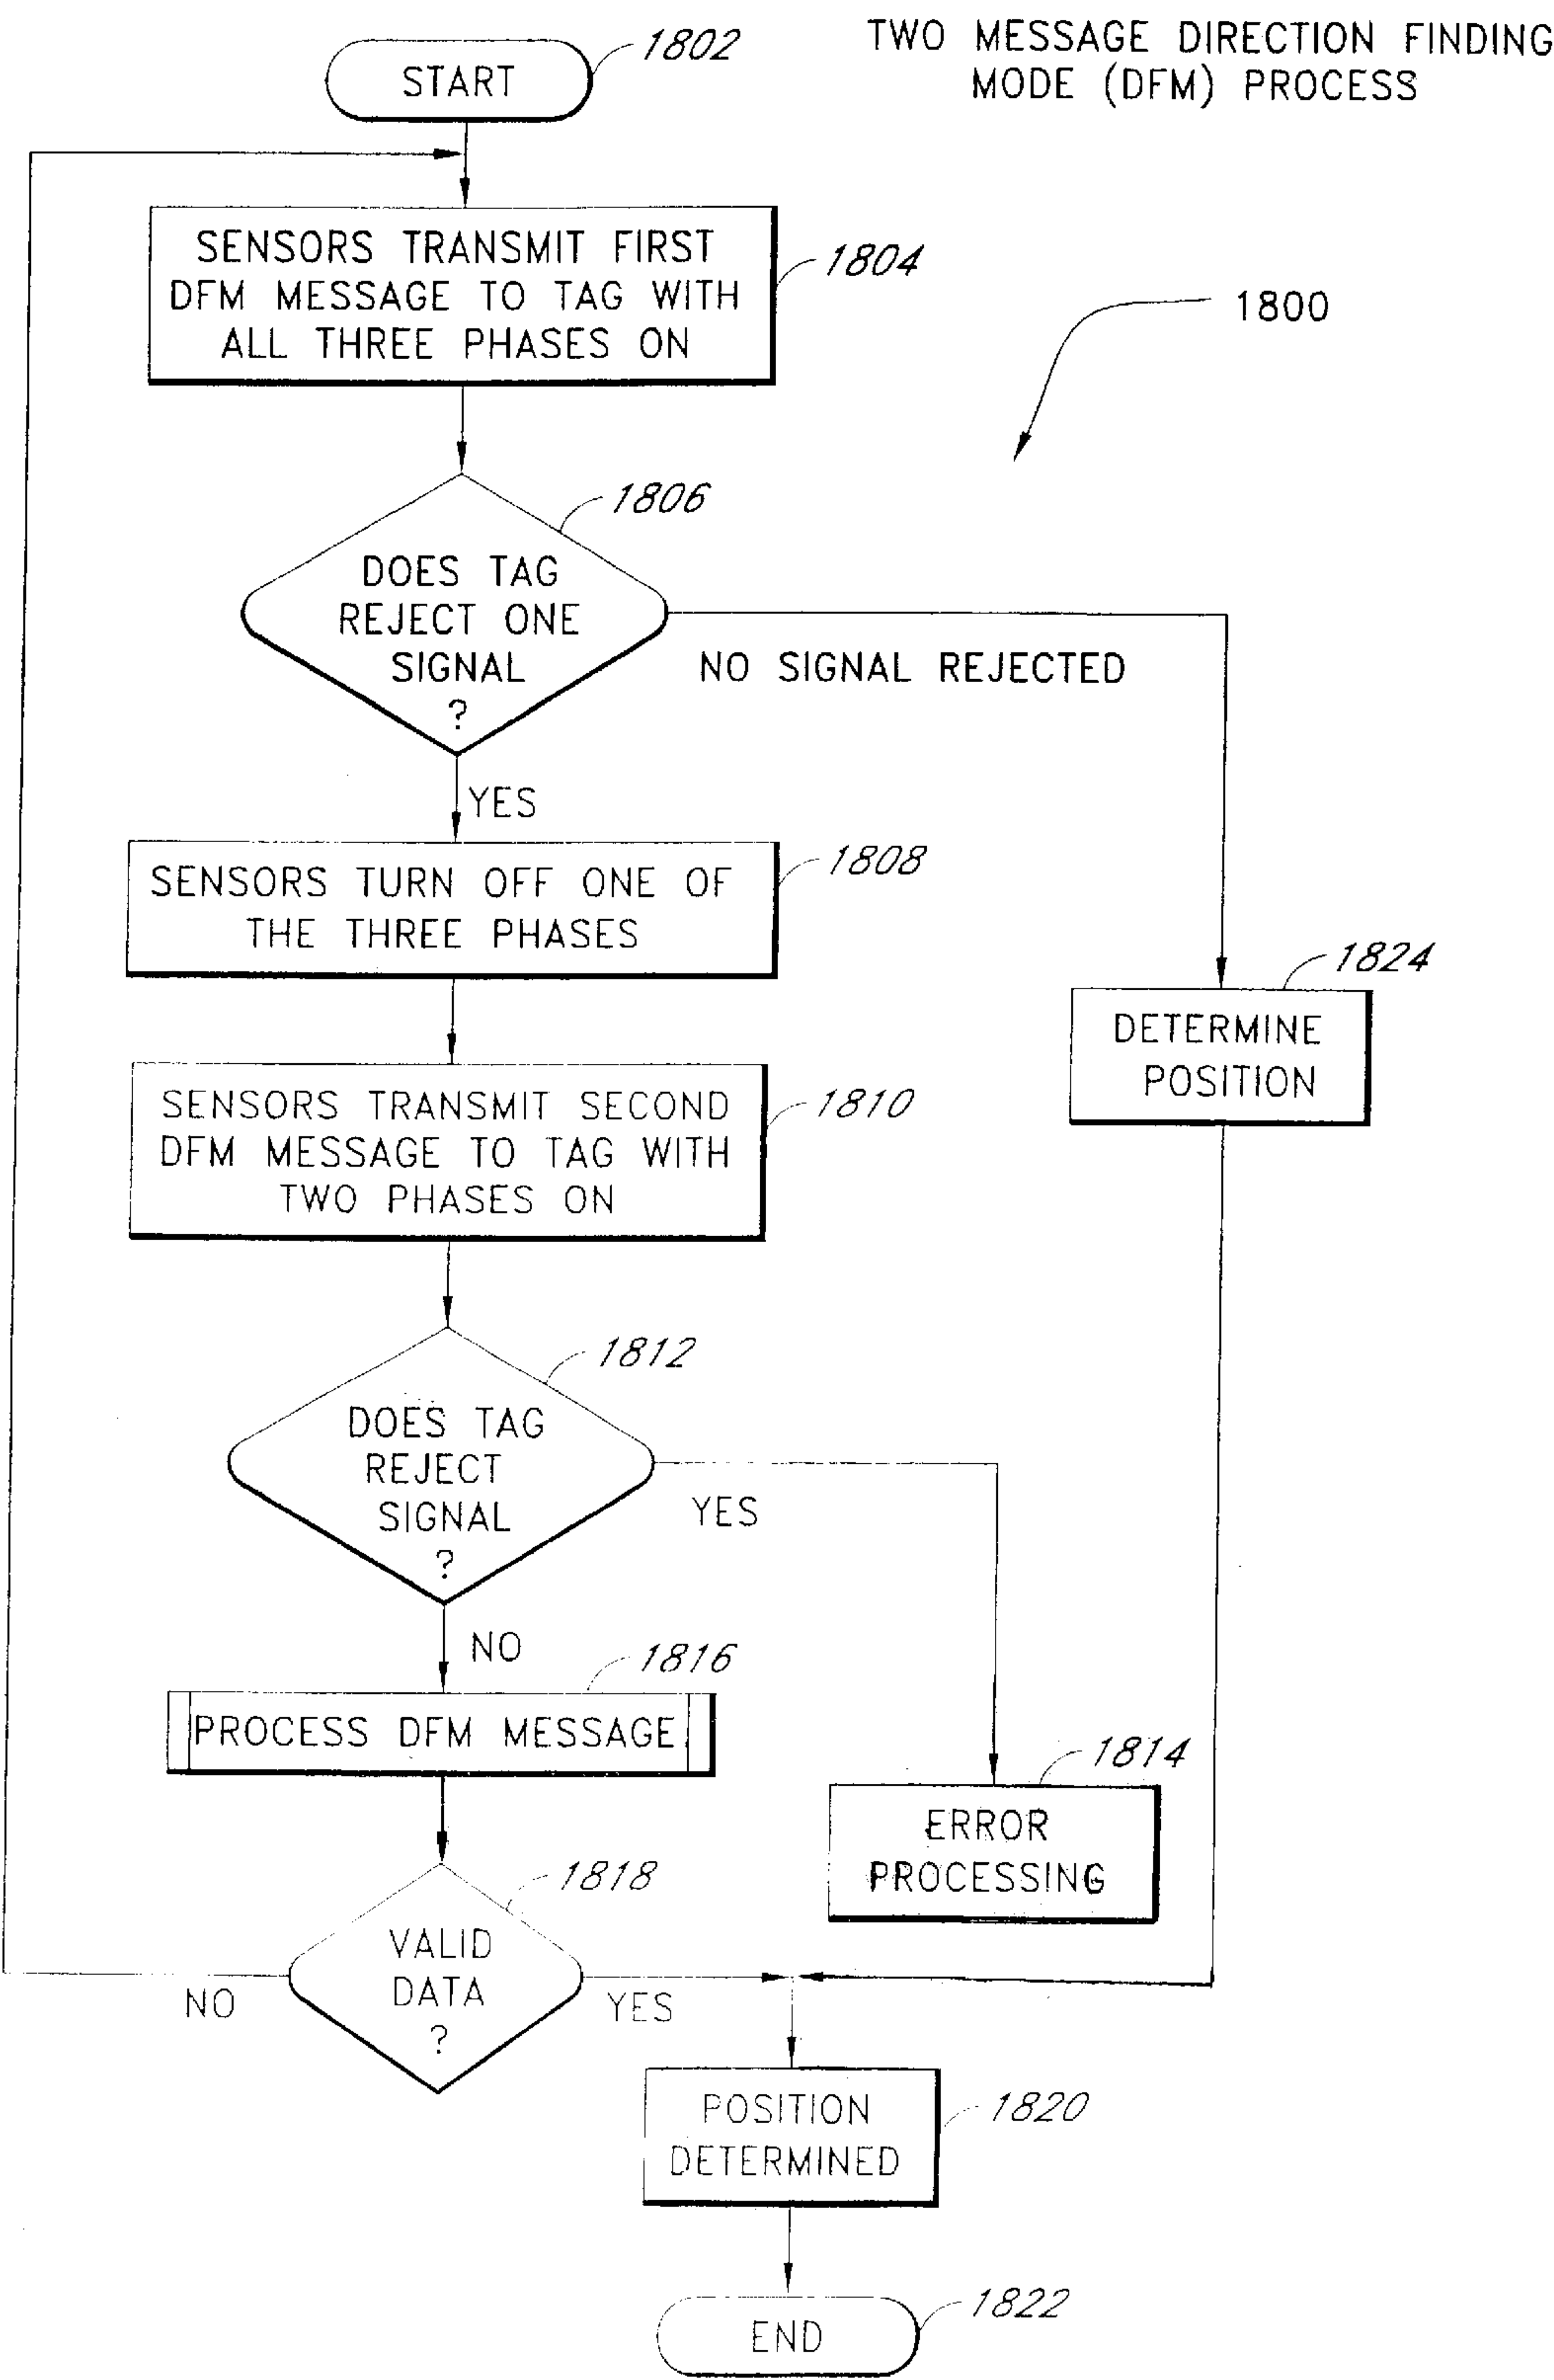 TWO MESSAGE DIRECTION FINDING
MODE (DFM) PROCESS
1802
START
SENSORS TRANSMIT FIRST
DFM MESSAGE TO TAG WITH
ALL THREE PHASES ON
1804
1800
1806
DOES TAG
REJECT ONE
SIGNAL
?
NO SIGNAL REJECTED
YES
1808
SENSORS TURN OFF ONE OF
THE THREE PHASES
1824
DETERMINE
POSITION
1810
SENSORS TRANSMIT SECOND
DFM MESSAGE TO TAG WITH
TWO PHASES ON
1812
DOES TAG
REJECT
SIGNAL
?
YES
NO
1816
PROCESS DFM MESSAGE
1814
ERROR
PROCESSING
1818
VALID
DATA
?
NO
YES
1820
POSITION
DETERMINED
1822
END